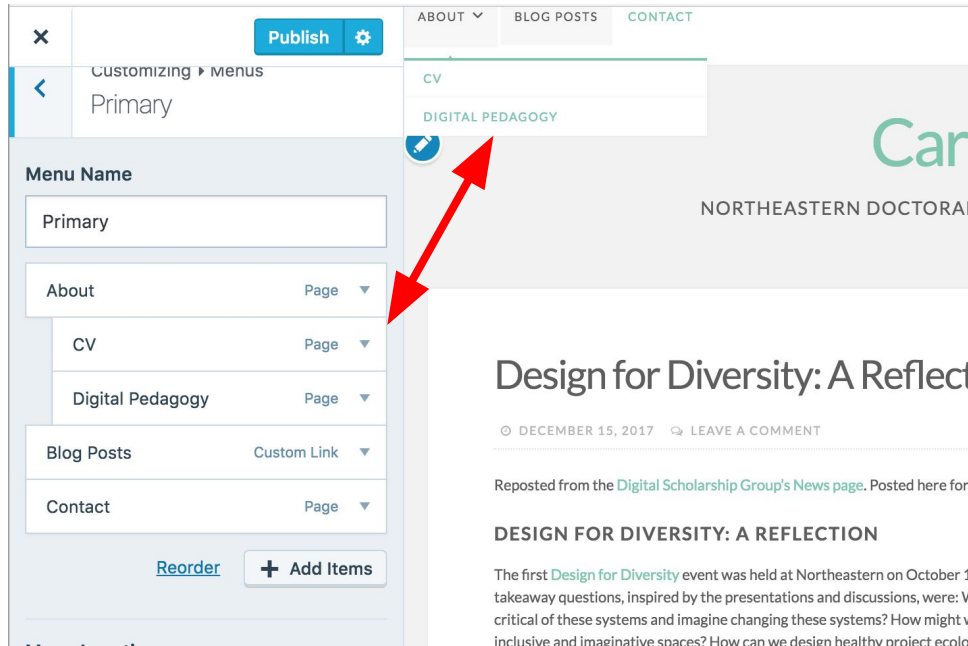 Publish
Customizing ▸ Menus
Primary
Menu Name
Primary
About Page
CV Page
Digital Pedagogy Page
Blog Posts Custom Link
Contact Page
Reorder
Add Items
ABOUT BLOG POSTS CONTACT
CV
DIGITAL PEDAGOGY
Car
NORTHEASTERN DOCTORA
Design for Diversity: A Reflect
DECEMBER 15, 2017 LEAVE A COMMENT
Reposted from the Digital Scholarship Group's News page. Posted here for
DESIGN FOR DIVERSITY: A REFLECTION
The first Design for Diversity event was held at Northeastern on October 1
takeaway questions, inspired by the presentations and discussions, were:
critical of these systems and imagine changing these systems? How might
inclusive and imaginative spaces? How can we design healthy project ecolo